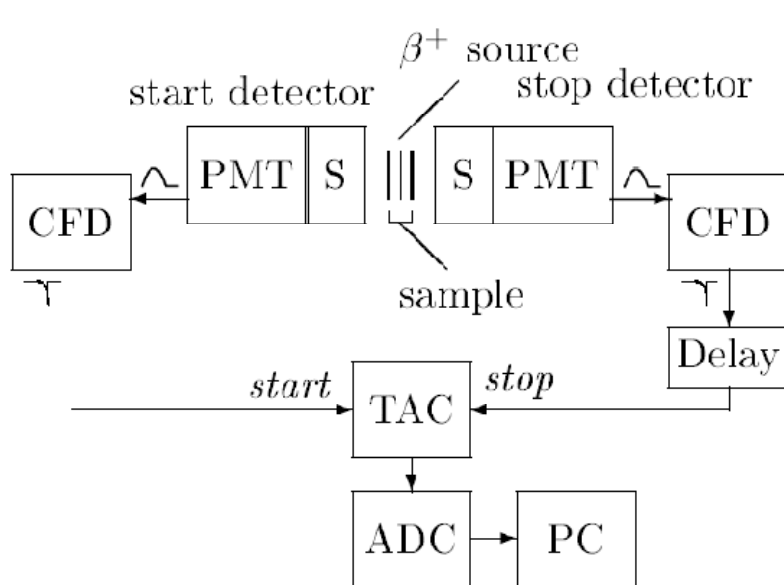 β⁺ source
start detector
stop detector
PMT S
S PMT
CFD
CFD
sample
Delay
start
stop
TAC
ADC
PC